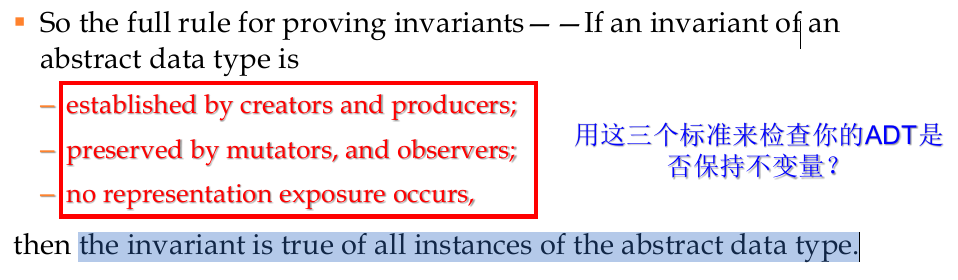 ▪ So the full rule for proving invariants——If an invariant of an
abstract data type is
– established by creators and producers;
– preserved by mutators, and observers;
– no representation exposure occurs,
用这三个标准来检查你的ADT是
否保持不变量？
then the invariant is true of all instances of the abstract data type.